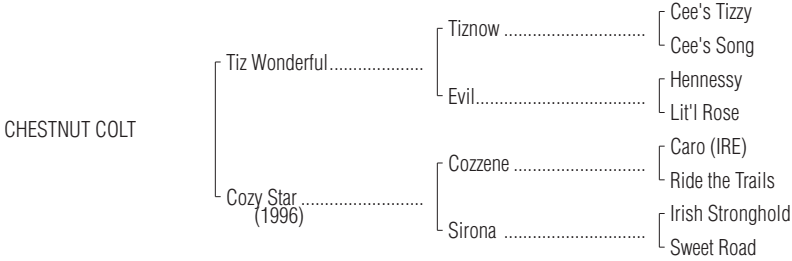 Cee's Tizzy
Tiznow ..............................
Cee's Song
Tiz Wonderful....................
Hennessy
Evil.....................................
Lit'l Rose
CHESTNUT COLT
Caro (IRE)
Cozzene ............................
Ride the Trails
Cozy Star ..........................
(1996)
Irish Stronghold
Sirona ..............................
Sweet Road